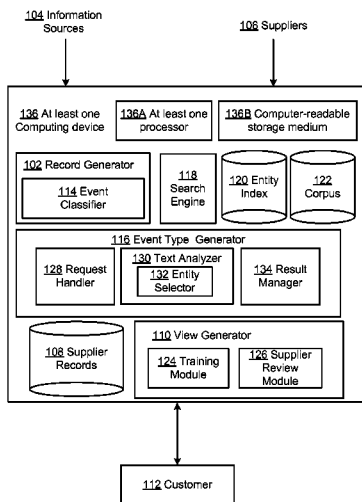 104 Information
Sources
106 Suppliers
136 At least one
Computing device
136A At least one
processor
136B Computer-readable
storage medium
102 Record Generator
114 Event
Classifier
118
Search
Engine
120 Entity
Index
122
Corpus
116 Event Type Generator
128 Request
Handler
130 Text Analyzer
132 Entity
Selector
134 Result
Manager
108 Supplier
Records
110 View Generator
124 Training
Module
126 Supplier
Review
Module
112 Customer